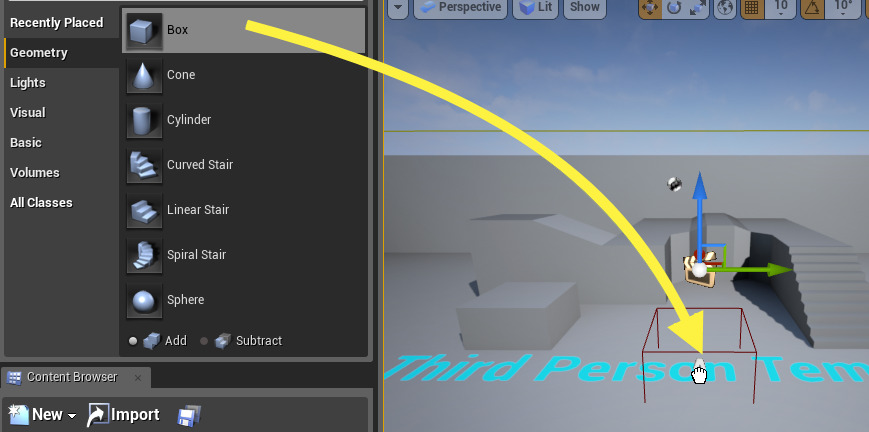 Recently Placed
Geometry
Lights
Visual
Basic
Volumes
All Classes
Box
Cone
Cylinder
Curved Stair
Linear Stair
Spiral Stair
Sphere
Add
Subtract
Content Browser
New
Import
Perspective
Lit
Show
10
10°
Third Person Tem